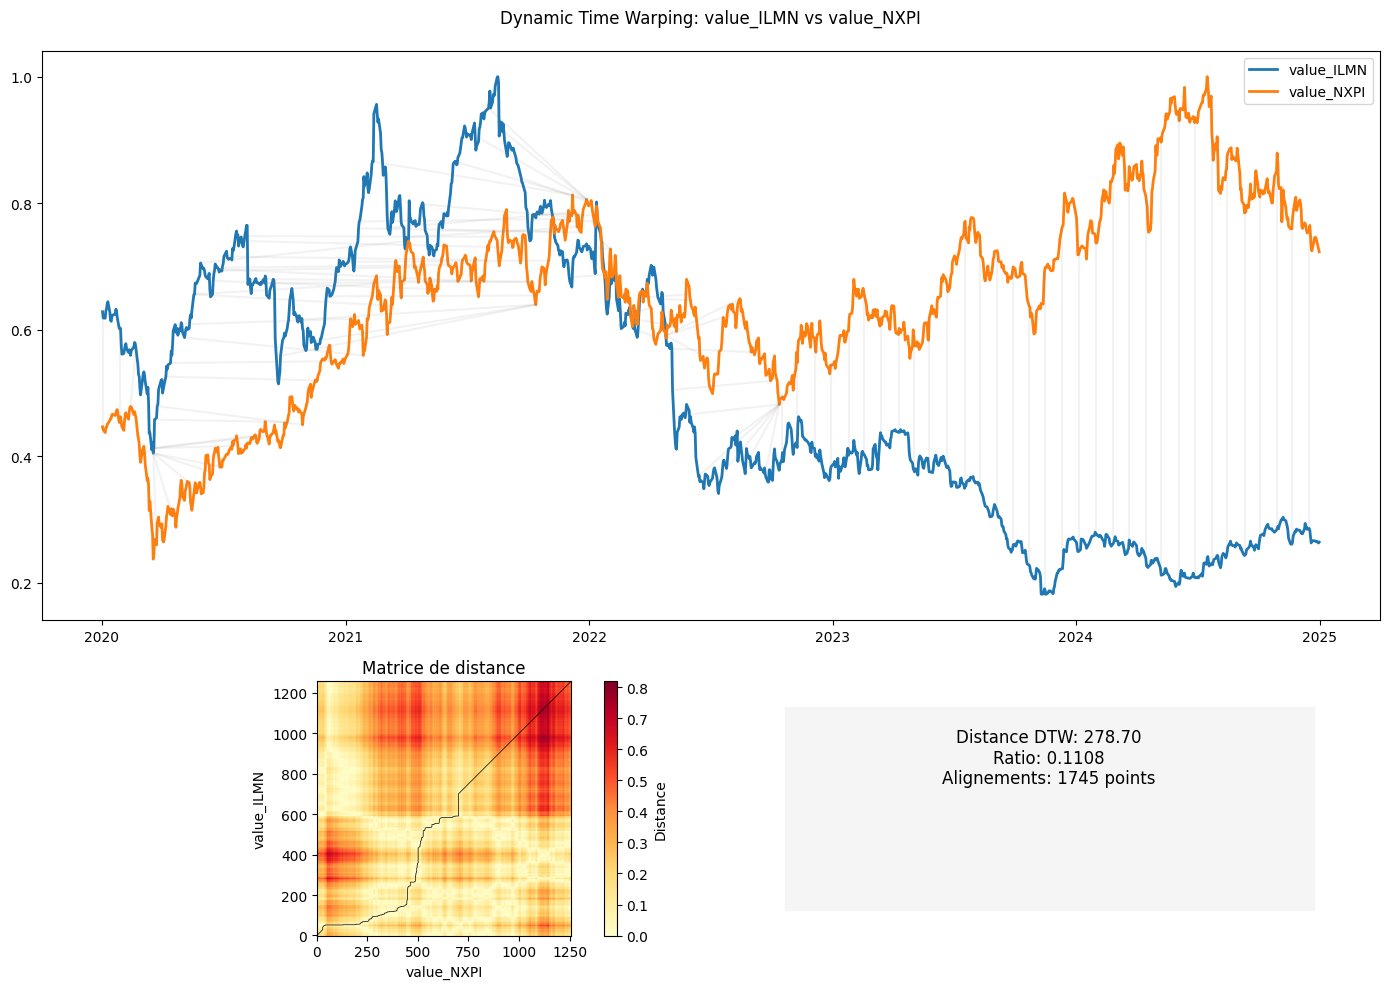 Dynamic Time Warping: value_ILMN vs value_NXPI
value_ILMN
value_NXPI
1.0
0.8
0.6
0.4
0.2
2020 2021 2022 2023 2024 2025
Matrice de distance
value_ILMN
1200
1000
800
600
400
200
0
0 250 500 750 1000 1250
value_NXPI
0.8
0.7
0.6
0.5
0.4
0.3
0.2
0.1
0.0
Distance
Distance DTW: 278.70
Ratio: 0.1108
Alignements: 1745 points